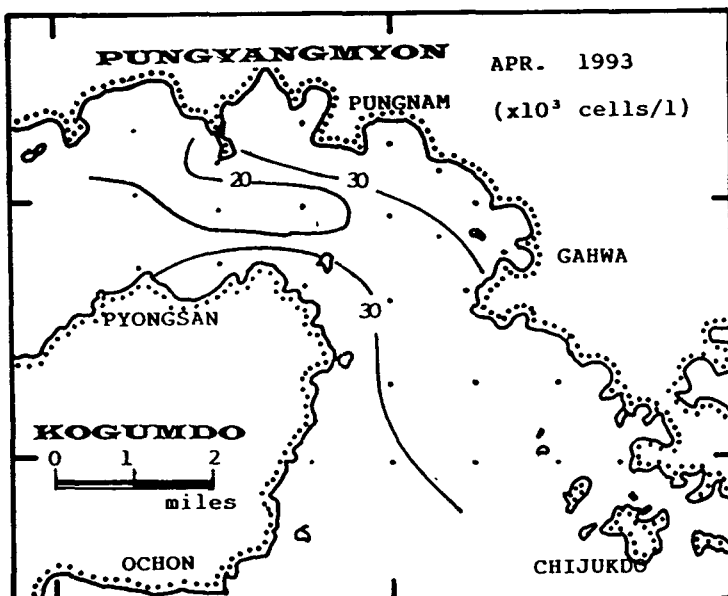 PUNGYANGMYON
APR. 1993
(x10³ cells/l)
PUNGNAM
20
30
GAHWA
30
PYONGSAN
KOGUMDO
0 1 2
miles
OCHON
CHIJUKDO